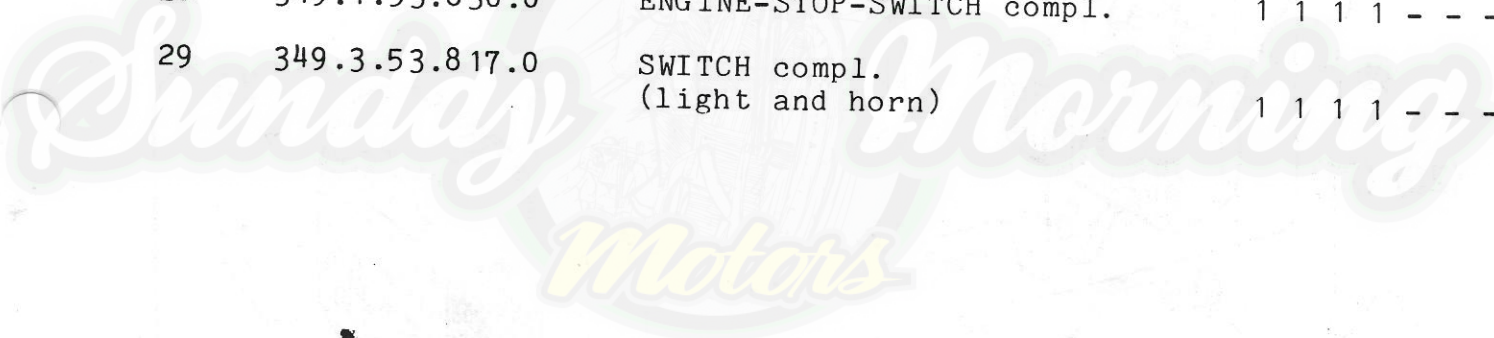 ENGINE-STOP-SWITCH compl. 1 1 1 1 - - -
29 349.3.53.817.0 SWITCH compl.
(light and horn) 1 1 1 1 - - -
Sunday Morning
Motors